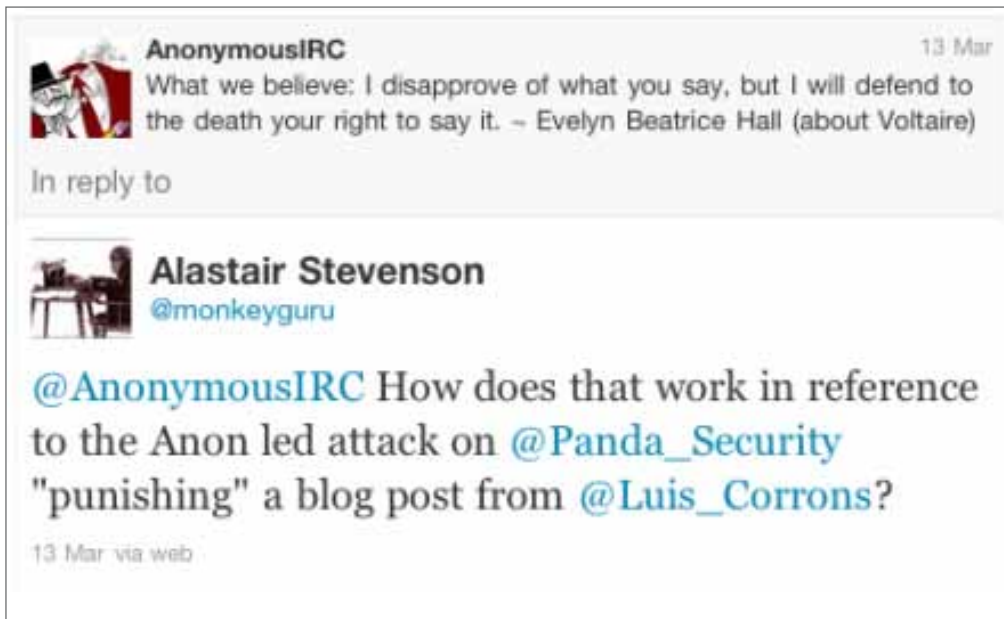 AnonymousIRC 13 Mar
What we believe: I disapprove of what you say, but I will defend to
the death your right to say it. ~ Evelyn Beatrice Hall (about Voltaire)
In reply to
Alastair Stevenson
@monkeyguru
@AnonymousIRC How does that work in reference
to the Anon led attack on @Panda_Security
"punishing" a blog post from @Luis_Corrons?
13 Mar via web